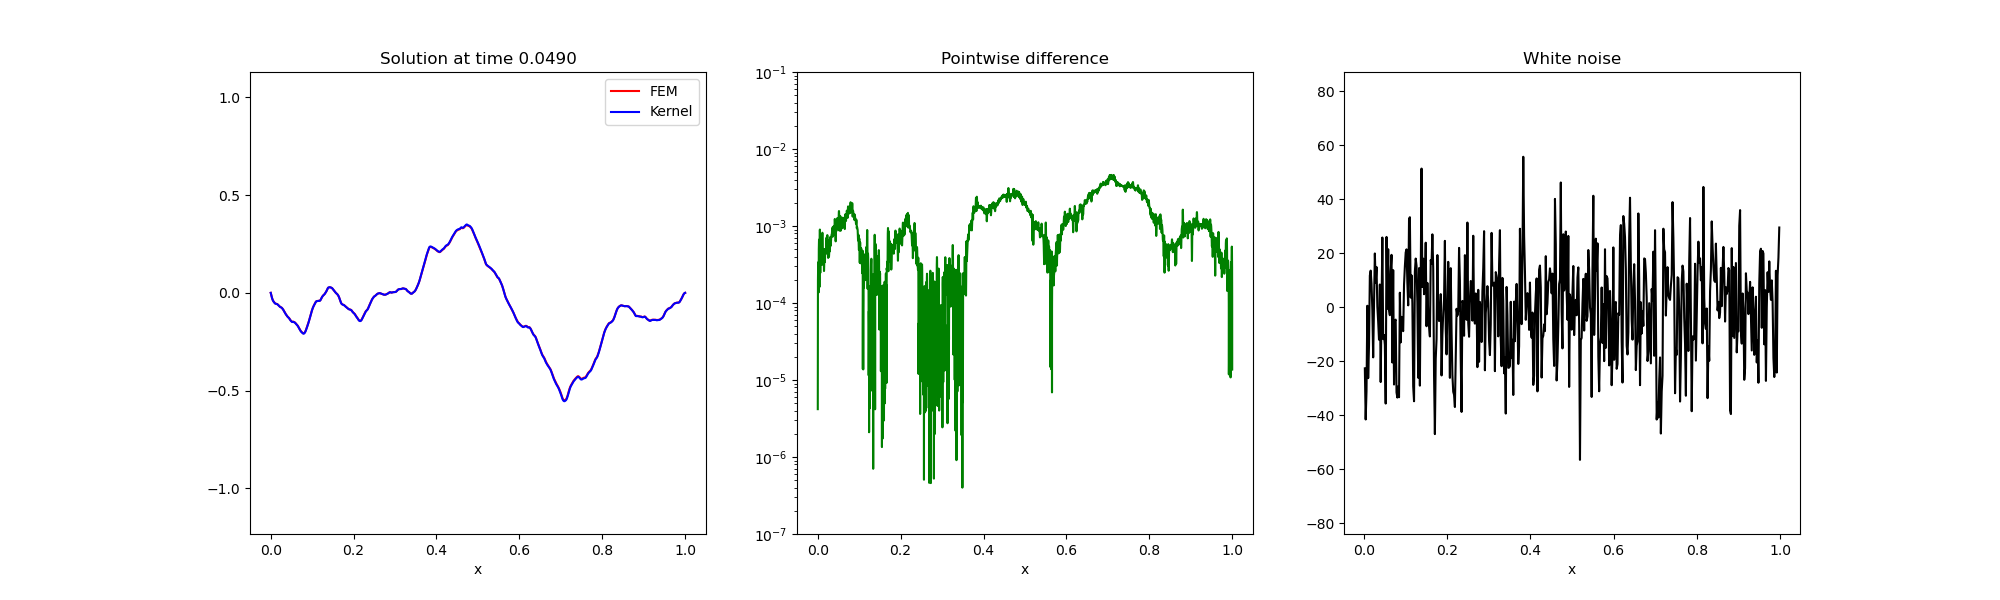 Solution at time 0.0490
1.0
0.5
0.0
−0.5
−1.0
0.0 0.2 0.4 0.6 0.8 1.0
x
FEM
Kernel
Pointwise difference
10⁻¹
10⁻²
10⁻³
10⁻⁴
10⁻⁵
10⁻⁶
10⁻⁷
0.0 0.2 0.4 0.6 0.8 1.0
x
White noise
80
60
40
20
0
−20
−40
−60
−80
0.0 0.2 0.4 0.6 0.8 1.0
x